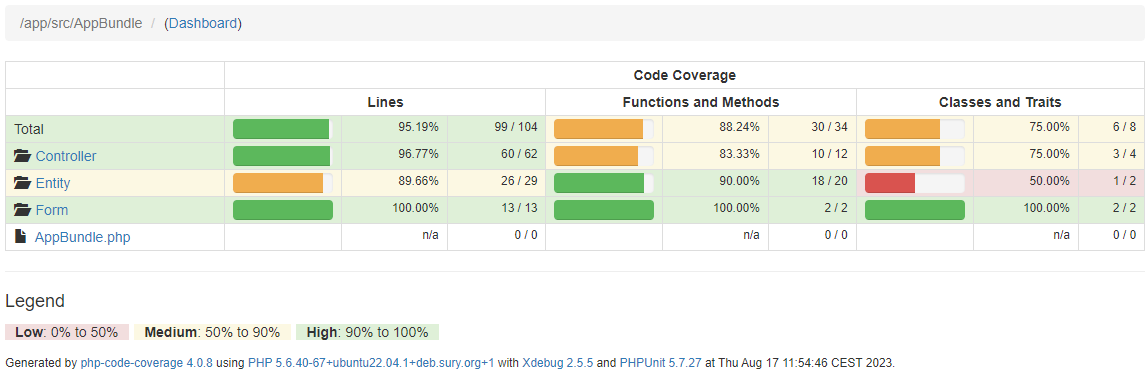 /app/src/AppBundle / (Dashboard)
Code Coverage
Lines Functions and Methods Classes and Traits
Total 95.19% 99 / 104 88.24% 30 / 34 75.00% 6 / 8
Controller 96.77% 60 / 62 83.33% 10 / 12 75.00% 3 / 4
Entity 89.66% 26 / 29 90.00% 18 / 20 50.00% 1 / 2
Form 100.00% 13 / 13 100.00% 2 / 2 100.00% 2 / 2
AppBundle.php n/a 0 / 0 n/a 0 / 0 n/a 0 / 0
Legend
Low: 0% to 50% Medium: 50% to 90% High: 90% to 100%
Generated by php-code-coverage 4.0.8 using PHP 5.6.40-67+ubuntu22.04.1+deb.sury.org+1 with Xdebug 2.5.5 and PHPUnit 5.7.27 at Thu Aug 17 11:54:46 CEST 2023.